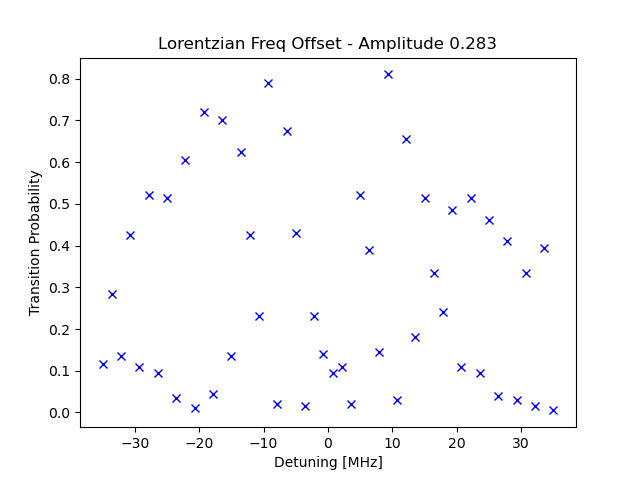 Lorentzian Freq Offset - Amplitude 0.283
Transition Probability
0.8
0.7
0.6
0.5
0.4
0.3
0.2
0.1
0.0
−30 −20 −10 0 10 20 30
Detuning [MHz]